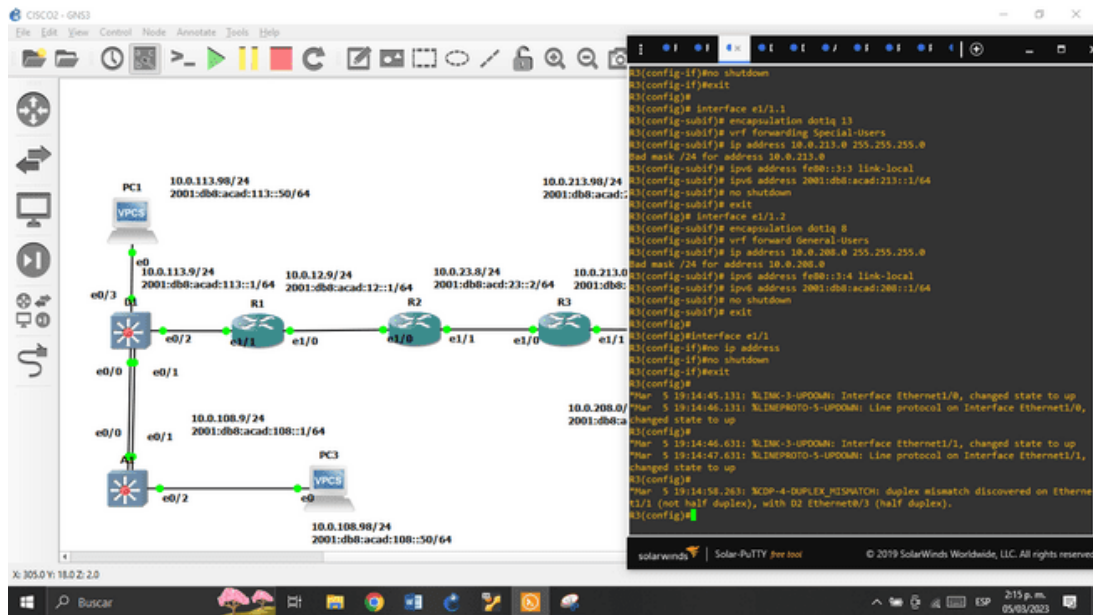 CISCO2 - GNS3
File Edit View Control Node Annotate Tools Help
10.0.113.98/24
2001:db8:acad:113::50/64
PC1
VPCS
e0
10.0.113.9/24
2001:db8:acad:113::1/64
10.0.12.9/24
2001:db8:acad:12::1/64
10.0.23.8/24
2001:db8:acd:23::2/64
10.0.213.0
2001:db8:
10.0.213.98/24
2001:db8:acad:2
e0/3
D1
R1
R2
R3
e0/2
e1/1
e1/0
e1/0
e1/1
e1/0
e1/1
e0/0
e0/1
10.0.108.9/24
2001:db8:acad:108::1/64
10.0.208.0/
2001:db8:a
e0/0
e0/1
PC3
VPCS
e0/2
e0
10.0.108.98/24
2001:db8:acad:108::50/64
X: 305.0 Y: 18.0 Z: 2.0
R3(config-if)#no shutdown
R3(config-if)#exit
R3(config)#
R3(config)# interface e1/1.1
R3(config-subif)# encapsulation dot1q 13
R3(config-subif)# vrf forwarding Special-Users
R3(config-subif)# ip address 10.0.213.0 255.255.255.0
Bad mask /24 for address 10.0.213.0
R3(config-subif)# ipv6 address fe80::3:3 link-local
R3(config-subif)# ipv6 address 2001:db8:acad:213::1/64
R3(config-subif)# no shutdown
R3(config-subif)# exit
R3(config)# interface e1/1.2
R3(config-subif)# encapsulation dot1q 8
R3(config-subif)# vrf forward General-Users
R3(config-subif)# ip address 10.0.208.0 255.255.255.0
Bad mask /24 for address 10.0.208.0
R3(config-subif)# ipv6 address fe80::3:4 link-local
R3(config-subif)# ipv6 address 2001:db8:acad:208::1/64
R3(config-subif)# no shutdown
R3(config-subif)# exit
R3(config)#
R3(config)#interface e1/1
R3(config-if)#no ip address
R3(config-if)#no shutdown
R3(config-if)#exit
R3(config)#
*Mar 5 19:14:45.131: %LINK-3-UPDOWN: Interface Ethernet1/0, changed state to up
*Mar 5 19:14:46.131: %LINEPROTO-5-UPDOWN: Line protocol on Interface Ethernet1/0,
changed state to up
R3(config)#
*Mar 5 19:14:46.631: %LINK-3-UPDOWN: Interface Ethernet1/1, changed state to up
*Mar 5 19:14:47.631: %LINEPROTO-5-UPDOWN: Line protocol on Interface Ethernet1/1,
changed state to up
R3(config)#
*Mar 5 19:14:58.263: %CDP-4-DUPLEX_MISMATCH: duplex mismatch discovered on Etherne
t1/1 (not half duplex), with D2 Ethernet0/3 (half duplex).
R3(config)#
solarwinds Solar-PuTTY free tool © 2019 SolarWinds Worldwide, LLC. All rights reserved
Buscar
ESP
2:15 p. m.
05/03/2023